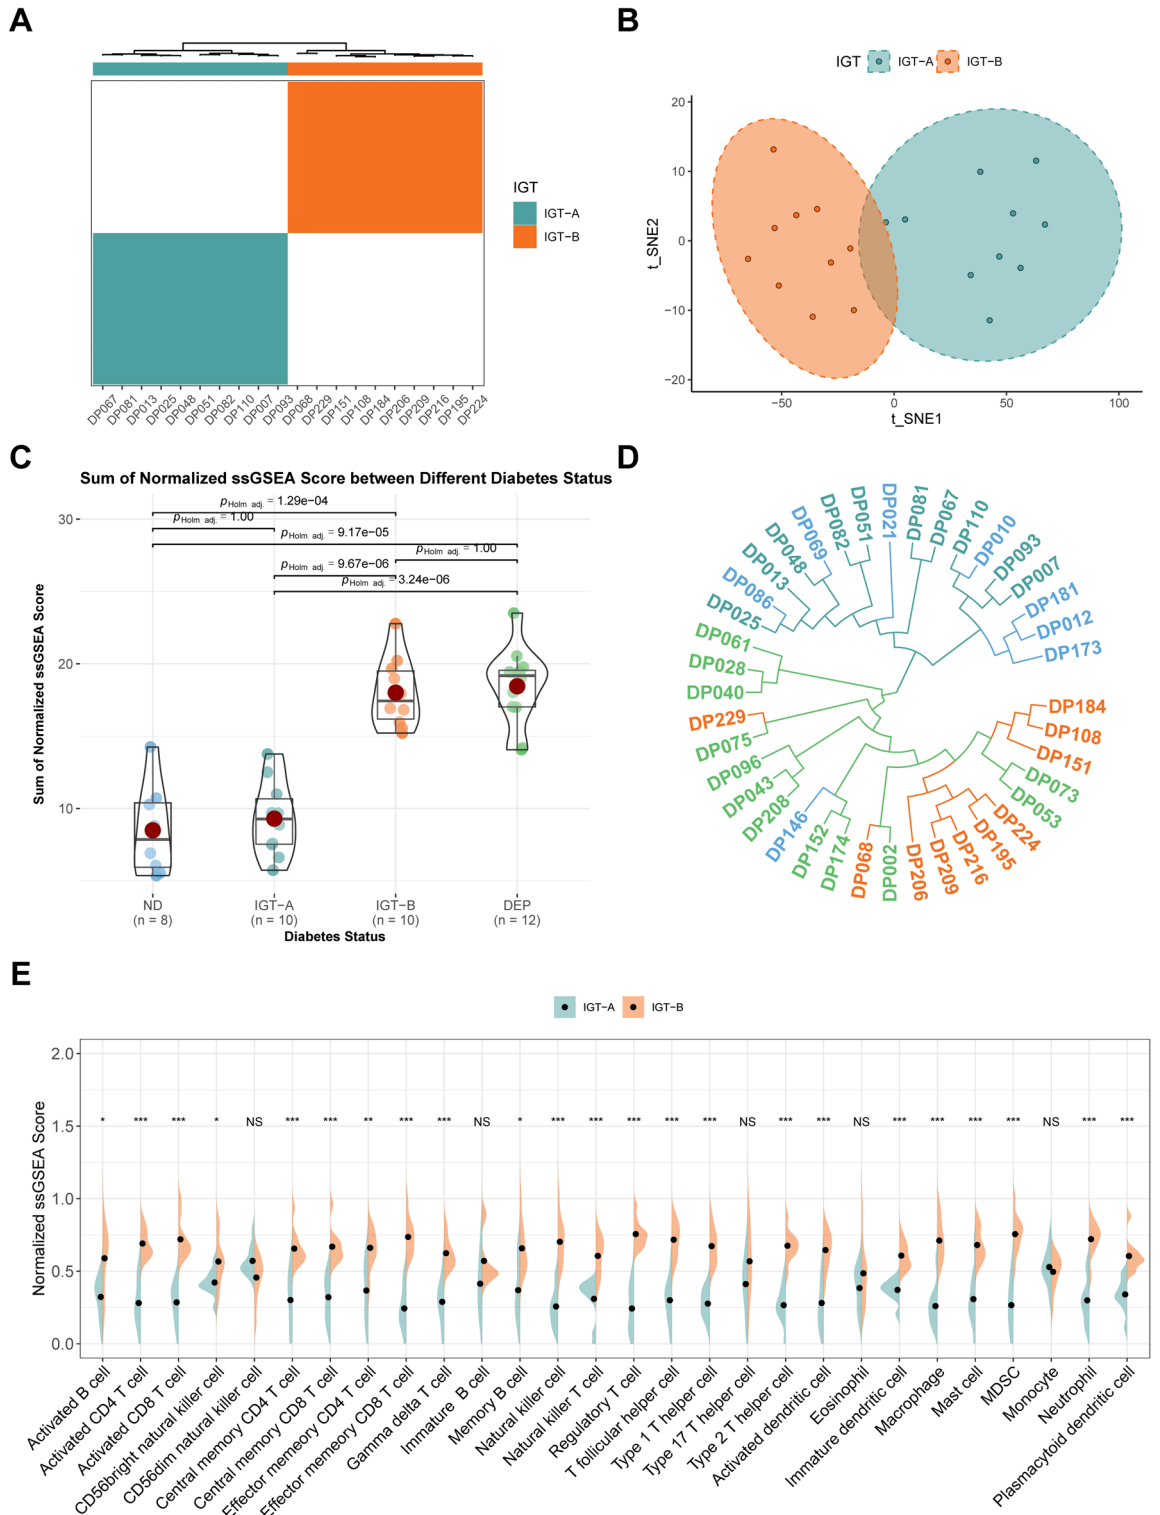 A
IGT
IGT-A
IGT-B
DP067 DP081 DP013 DP025 DP048 DP051 DP082 DP110 DP007 DP093 DP068 DP229 DP151 DP108 DP184 DP206 DP209 DP216 DP195 DP224
B
IGT IGT-A IGT-B
t_SNE2
20
10
0
-10
-20
-50 0 50 100
t_SNE1
C
Sum of Normalized ssGSEA Score between Different Diabetes Status
Sum of Normalized ssGSEA Score
30
20
10
pHolm adj. = 1.29e-04
pHolm adj. = 1.00
pHolm adj. = 9.17e-05
pHolm adj. = 1.00
pHolm adj. = 9.67e-06
pHolm adj. = 3.24e-06
ND IGT-A IGT-B DEP
(n = 8) (n = 10) (n = 10) (n = 12)
Diabetes Status
D
DP025
DP086
DP013
DP048
DP069
DP082
DP051
DP021
DP081
DP067
DP110
DP010
DP093
DP007
DP181
DP012
DP173
DP184
DP108
DP151
DP073
DP053
DP224
DP195
DP216
DP209
DP206
DP002
DP068
DP174
DP152
DP146
DP208
DP043
DP096
DP075
DP229
DP040
DP028
DP061
E
IGT-A IGT-B
Normalized ssGSEA Score
2.0
1.5
1.0
0.5
0.0
* *** *** * NS *** *** ** *** *** NS * *** *** *** *** *** NS *** *** NS *** *** *** *** NS *** ***
Activated B cell
Activated CD4 T cell
Activated CD8 T cell
CD56bright natural killer cell
CD56dim natural killer cell
Central memory CD4 T cell
Central memory CD8 T cell
Effector memory CD4 T cell
Effector memory CD8 T cell
Gamma delta T cell
Immature B cell
Memory B cell
Natural killer cell
Natural killer T cell
Regulatory T cell
T follicular helper cell
Type 1 T helper cell
Type 17 T helper cell
Type 2 T helper cell
Activated dendritic cell
Eosinophil
Immature dendritic cell
Macrophage
Mast cell
MDSC
Monocyte
Neutrophil
Plasmacytoid dendritic cell